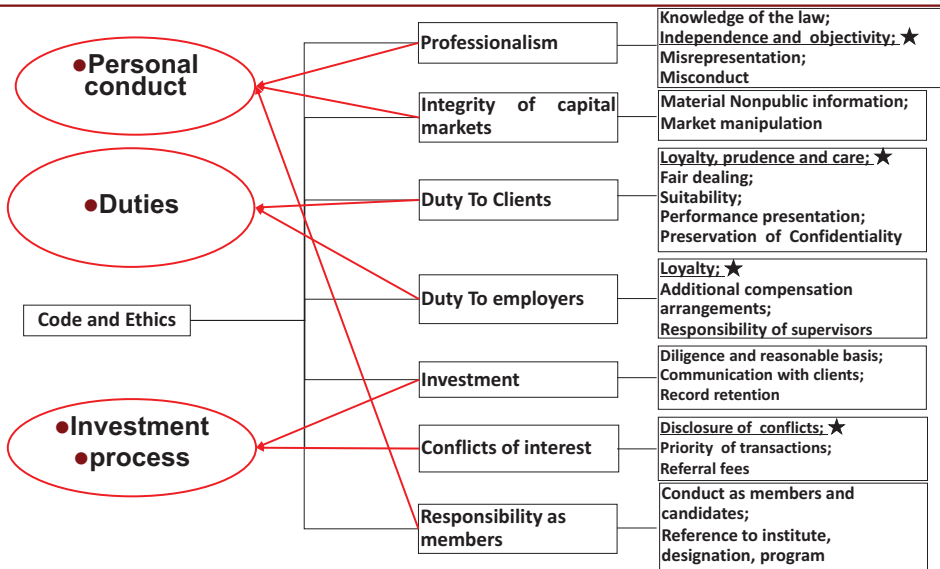 ●Personal
conduct
●Duties
Code and Ethics
●Investment
●process
Professionalism
Integrity of capital
markets
Duty To Clients
Duty To employers
Investment
Conflicts of interest
Responsibility as
members
Knowledge of the law;
Independence and objectivity; ★
Misrepresentation;
Misconduct
Material Nonpublic information;
Market manipulation
Loyalty, prudence and care; ★
Fair dealing;
Suitability;
Performance presentation;
Preservation of Confidentiality
Loyalty; ★
Additional compensation
arrangements;
Responsibility of supervisors
Diligence and reasonable basis;
Communication with clients;
Record retention
Disclosure of conflicts; ★
Priority of transactions;
Referral fees
Conduct as members and
candidates;
Reference to institute,
designation, program